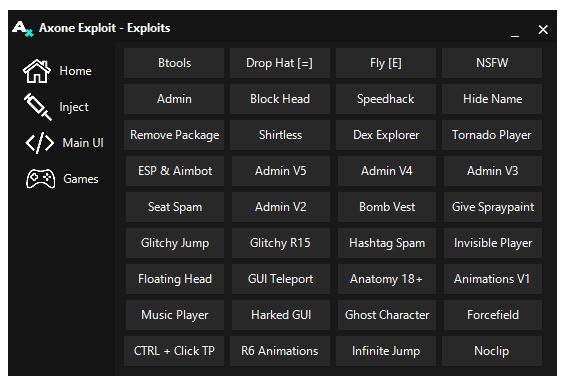 Axone Exploit - Exploits
Home
Inject
Main UI
Games
Btools Drop Hat [=] Fly [E] NSFW
Admin Block Head Speedhack Hide Name
Remove Package Shirtless Dex Explorer Tornado Player
ESP & Aimbot Admin V5 Admin V4 Admin V3
Seat Spam Admin V2 Bomb Vest Give Spraypaint
Glitchy Jump Glitchy R15 Hashtag Spam Invisible Player
Floating Head GUI Teleport Anatomy 18+ Animations V1
Music Player Harked GUI Ghost Character Forcefield
CTRL + Click TP R6 Animations Infinite Jump Noclip